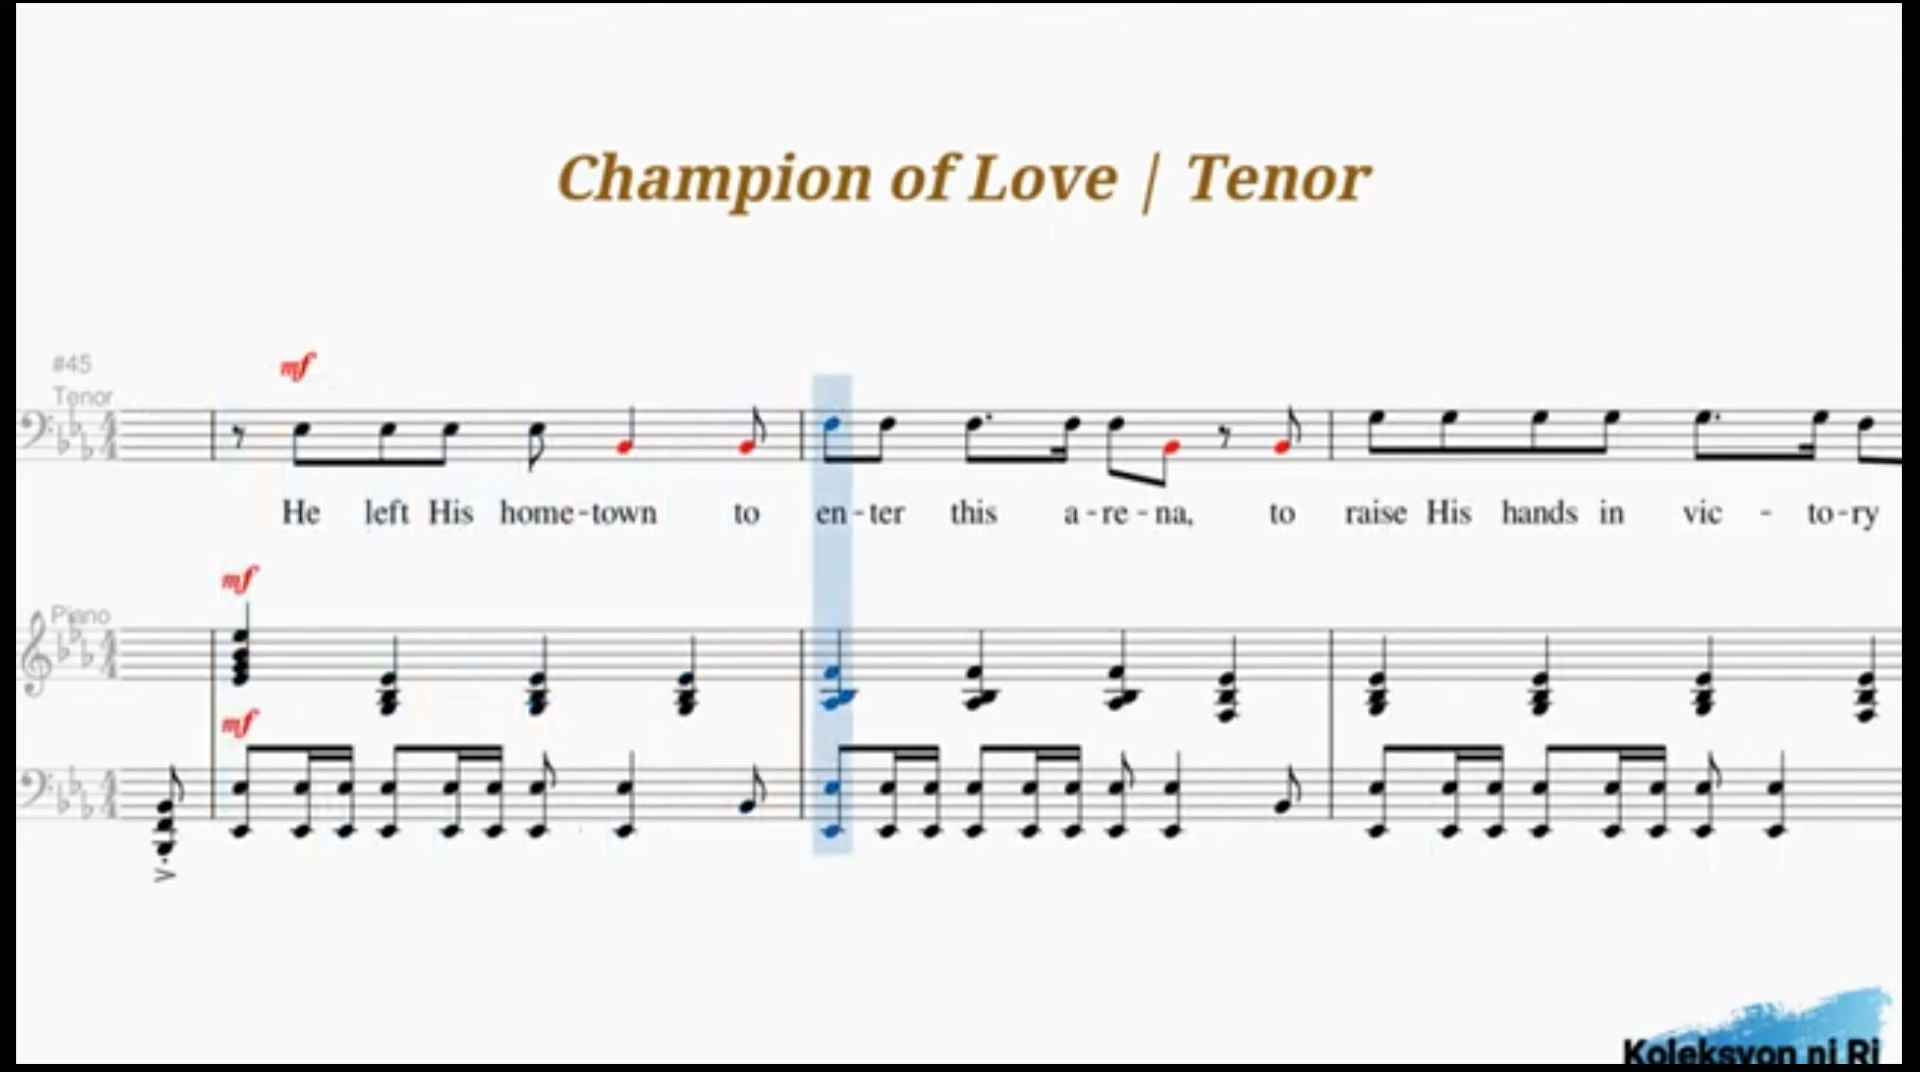 Champion of Love | Tenor
#45
mf
Tenor
He left His home-town to en-ter this a-re-na, to raise His hands in vic - to-ry
mf
Piano
mf
Koleksyon ni Ri